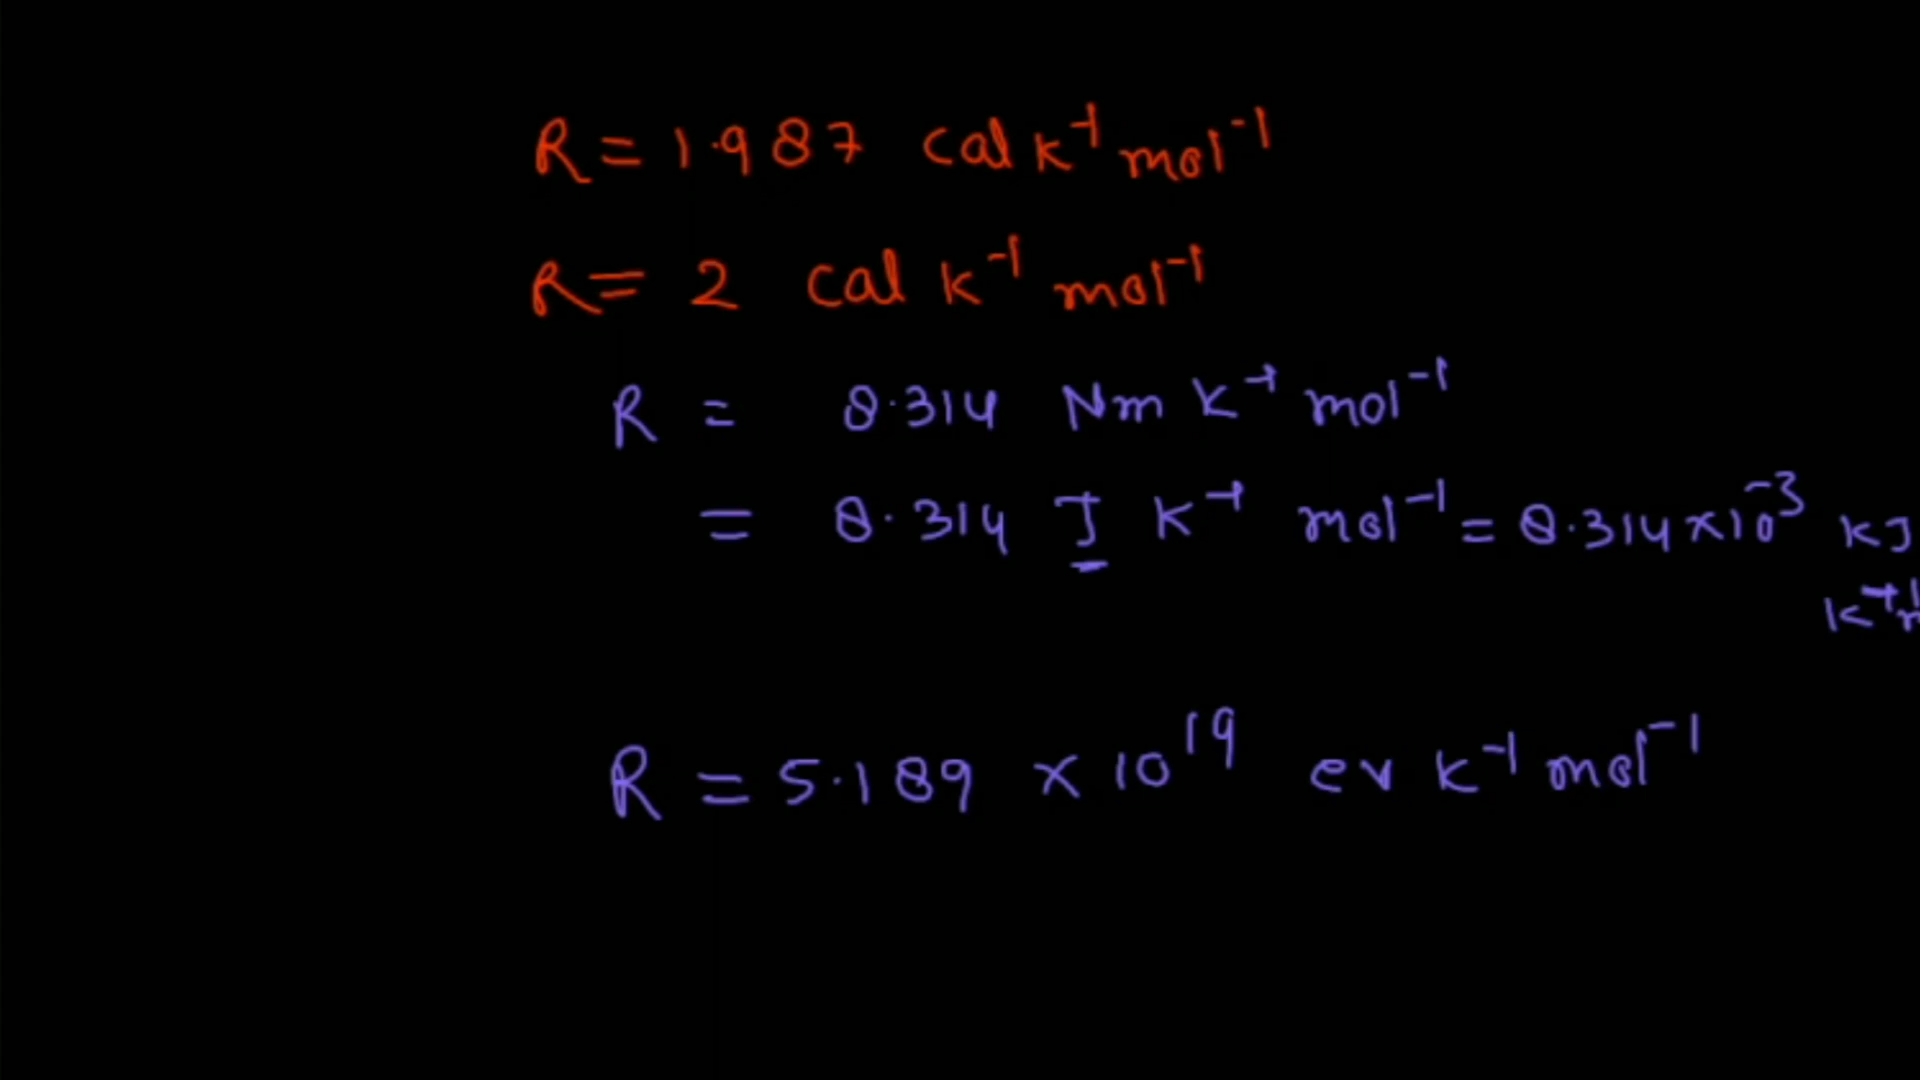 R = 1.987 cal k⁻¹ mol⁻¹
R = 2 cal k⁻¹ mol⁻¹
R = 8.314 Nm k⁻¹ mol⁻¹
= 8.314 J k⁻¹ mol⁻¹ = 8.314 × 10⁻³ kJ
k⁻¹
R = 5.189 × 10¹⁹ ev k⁻¹ mol⁻¹